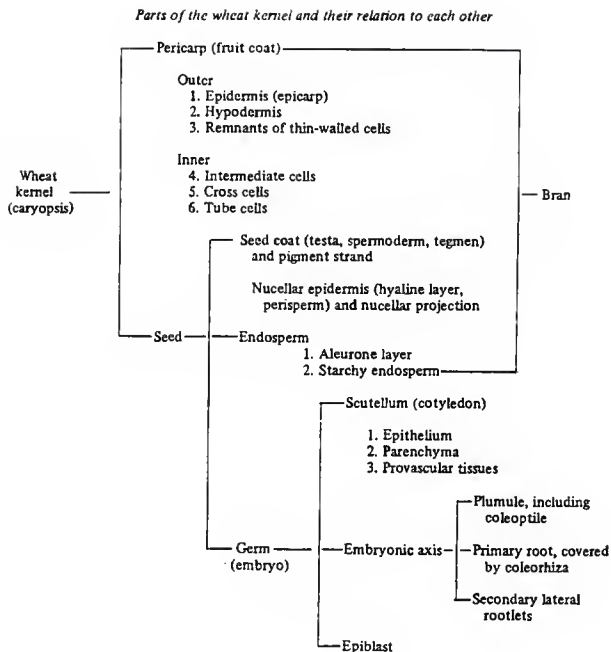 Parts of the wheat kernel and their relation to each other
Pericarp (fruit coat)
Outer
1. Epidermis (epicarp)
2. Hypodermis
3. Remnants of thin-walled cells
Inner
4. Intermediate cells
5. Cross cells
6. Tube cells
Wheat
kernel
(caryopsis)
Bran
Seed coat (testa, spermoderm, tegmen)
and pigment strand
Nucellar epidermis (hyaline layer,
perisperm) and nucellar projection
Seed
Endosperm
1. Aleurone layer
2. Starchy endosperm
Scutellum (cotyledon)
1. Epithelium
2. Parenchyma
3. Provascular tissues
Germ
(embryo)
Embryonic axis
Plumule, including
coleoptile
Primary root, covered
by coleorhiza
Secondary lateral
rootlets
Epiblast